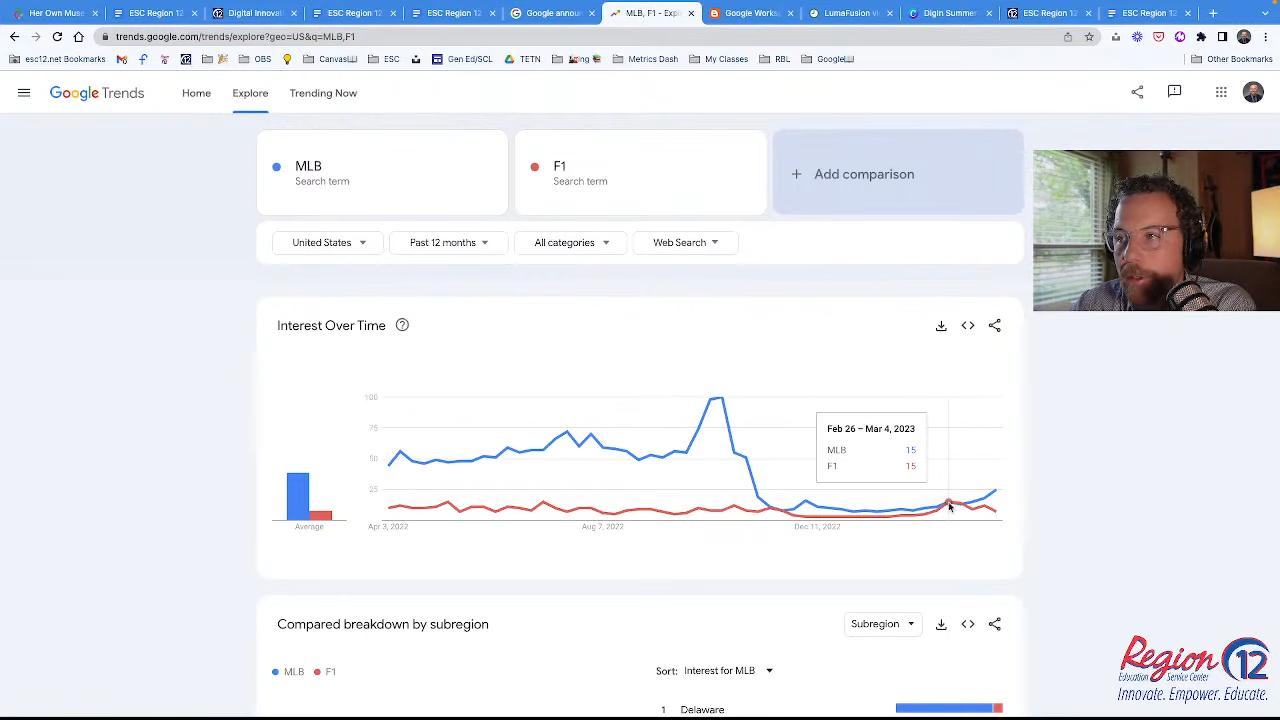 Her Own Muse
ESC Region 12
Digital Innovati
ESC Region 12
ESC Region 12
Google announ
MLB, F1 - Explo
Google Works
LumaFusion vi
Digin Summer
ESC Region 12
ESC Region 12
trends.google.com/trends/explore?geo=US&q=MLB,F1
esc12.net Bookmarks
OBS
Canvas
ESC
Gen Ed/SCL
TETN
Metrics Dash
My Classes
RBL
Google
Other Bookmarks
Google Trends
Home
Explore
Trending Now
MLB
Search term
F1
Search term
+ Add comparison
United States
Past 12 months
All categories
Web Search
Interest Over Time
100
75
50
25
Average
Apr 3, 2022
Aug 7, 2022
Dec 11, 2022
Feb 26 – Mar 4, 2023
MLB 15
F1 15
Compared breakdown by subregion
Subregion
MLB
F1
Sort: Interest for MLB
1 Delaware
Region 12
Education Service Center
Innovate. Empower. Educate.